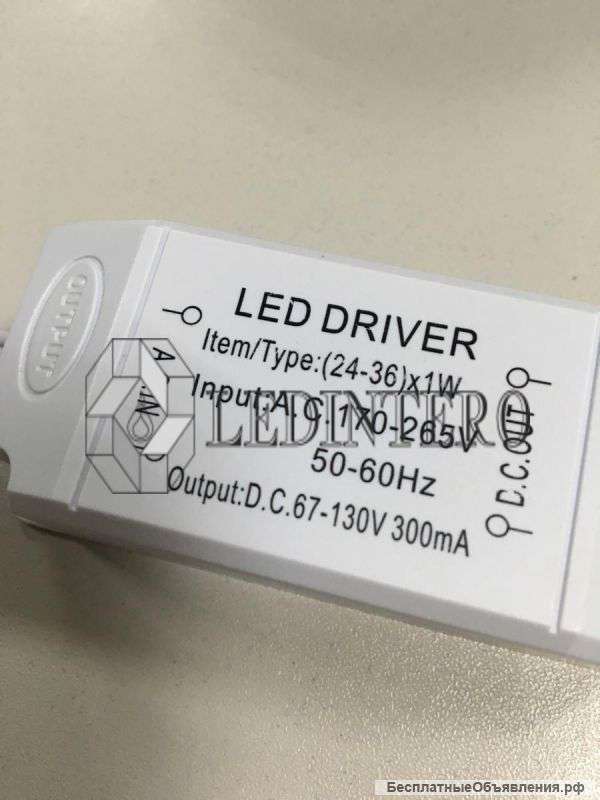 OUTPUT
LED DRIVER
Item/Type:(24-36)x1W
Input:A.C.170-265V
50-60Hz
Output:D.C.67-130V 300mA
D.C.OUT
LEDINTERO
БесплатныеОбъявления.рф